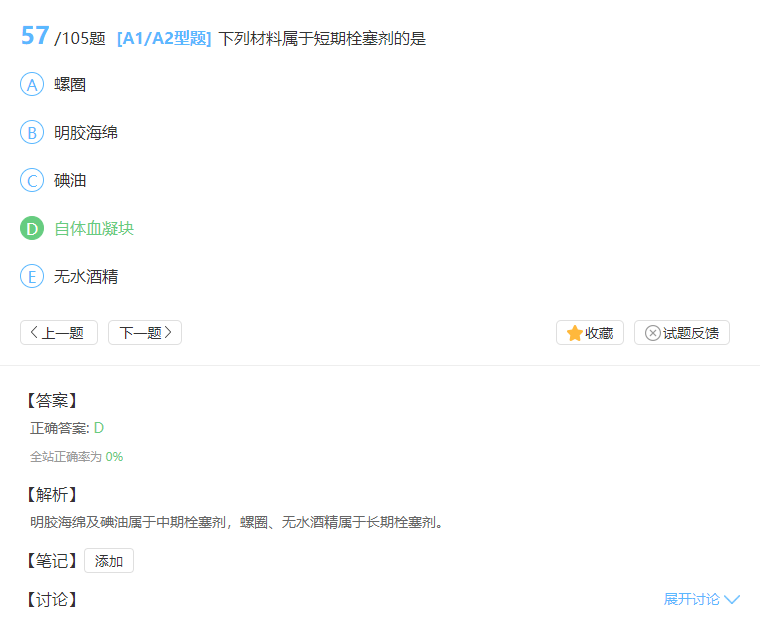 57 /105题 [A1/A2型题] 下列材料属于短期栓塞剂的是
A 螺圈
B 明胶海绵
C 碘油
D 自体血凝块
E 无水酒精
上一题 下一题 收藏 试题反馈
【答案】
正确答案: D
全站正确率为 0%
【解析】
明胶海绵及碘油属于中期栓塞剂，螺圈、无水酒精属于长期栓塞剂。
【笔记】 添加
【讨论】 展开讨论